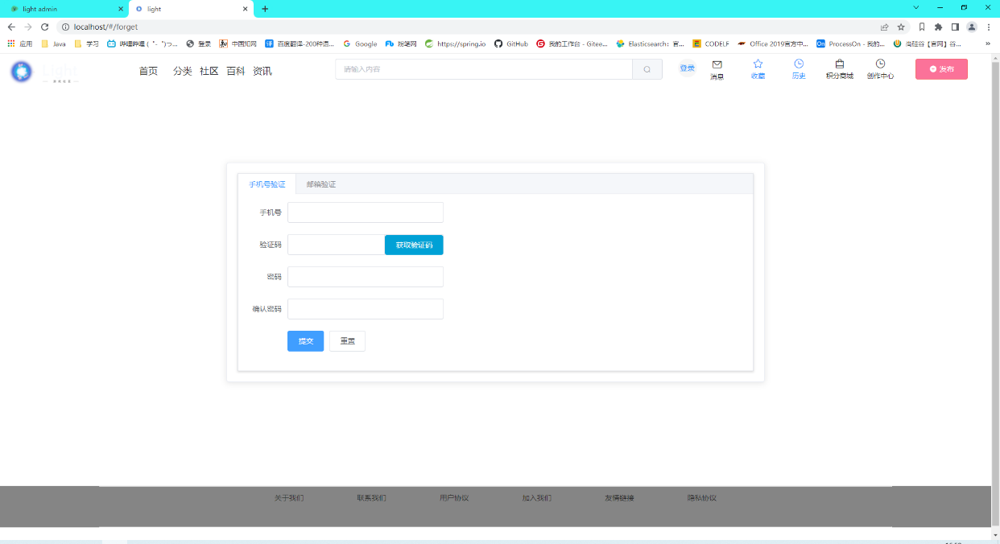 light admin
light
localhost/#/forget
应用 Java 学习 哔哩哔哩 (゜-゜)つ... 登录 中国知网 百度翻译-200种语... Google 粉笔网 https://spring.io GitHub 我的工作台 - Gitee... Elasticsearch：官... CODELF Office 2019官方中... ProcessOn - 我的... 尚硅谷【官网】谷...
Light
首页 分类 社区 百科 资讯
请输入内容
登录 消息 收藏 历史 积分商城 创作中心
发布
手机号验证 邮箱验证
手机号
验证码 获取验证码
密码
确认密码
提交 重置
关于我们 联系我们 用户协议 加入我们 友情链接 隐私协议